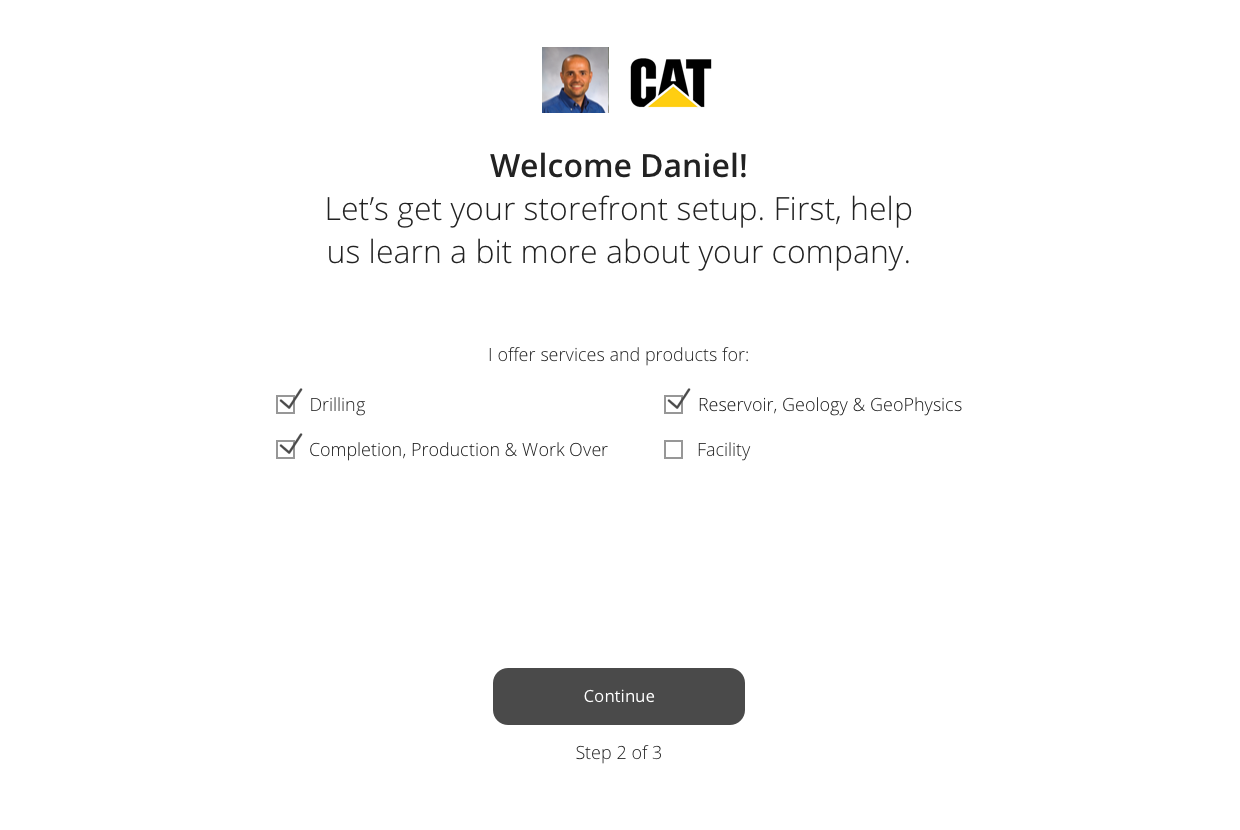 CAT
Welcome Daniel!
Let’s get your storefront setup. First, help
us learn a bit more about your company.
I offer services and products for:
Drilling
Reservoir, Geology & GeoPhysics
Completion, Production & Work Over
Facility
Continue
Step 2 of 3